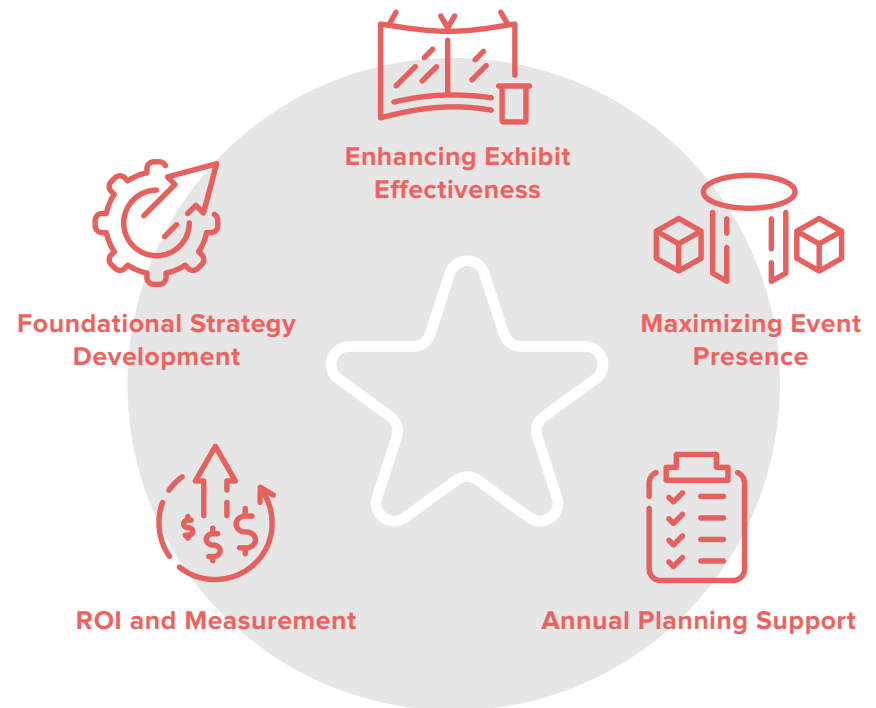 Enhancing Exhibit
Effectiveness
Foundational Strategy
Development
Maximizing Event
Presence
ROI and Measurement
Annual Planning Support